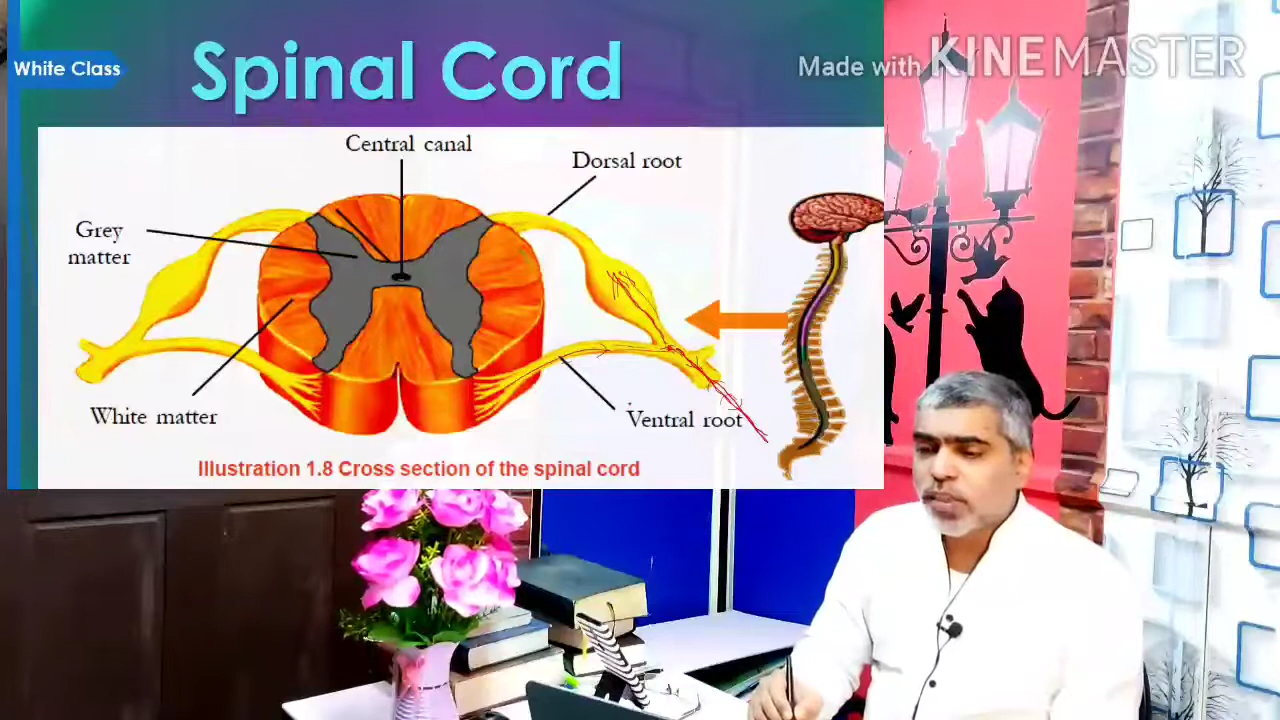 White Class
Spinal Cord
Made with KINEMASTER
Central canal
Dorsal root
Grey
matter
White matter
Ventral root
Illustration 1.8 Cross section of the spinal cord